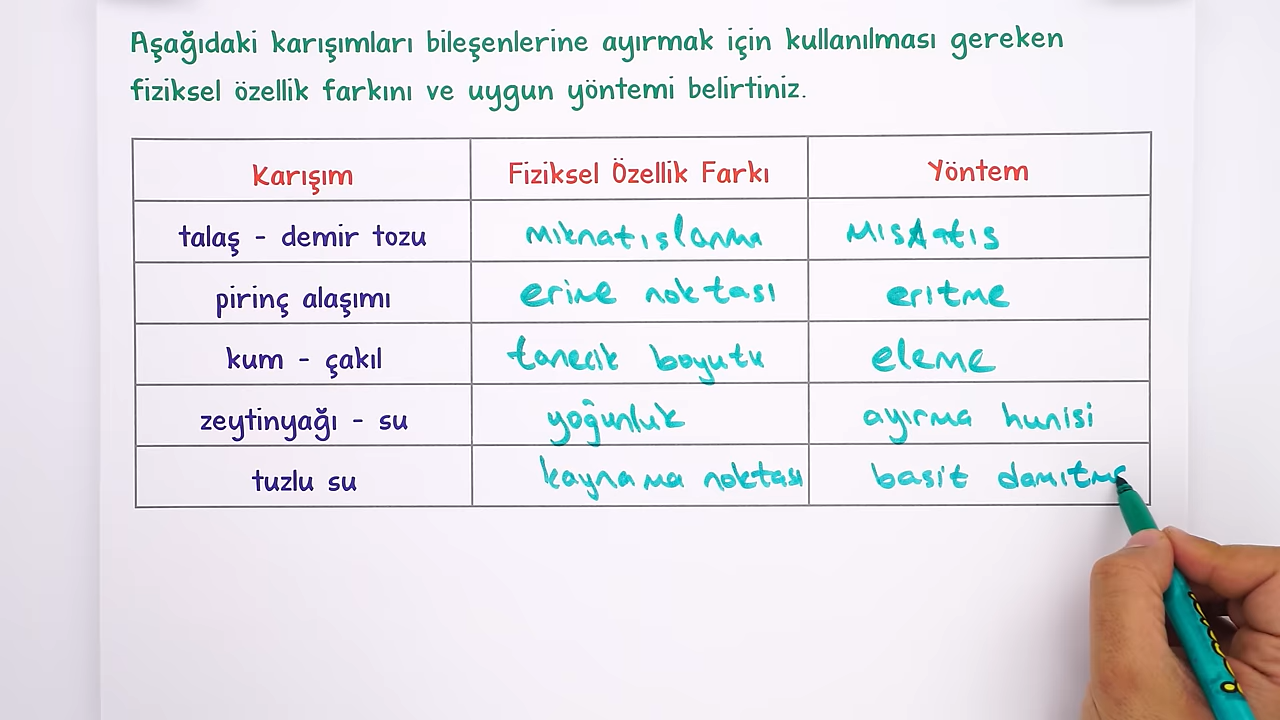 Aşağıdaki karışımları bileşenlerine ayırmak için kullanılması gereken
fiziksel özellik farkını ve uygun yöntemi belirtiniz.
Karışım Fiziksel Özellik Farkı Yöntem
talaş - demir tozu mıknatıslanma
pirinç alaşımı erime noktası eritme
kum - çakıl tanecik boyutu eleme
zeytinyağı - su yoğunluk ayırma hunisi
tuzlu su kaynama noktası basit